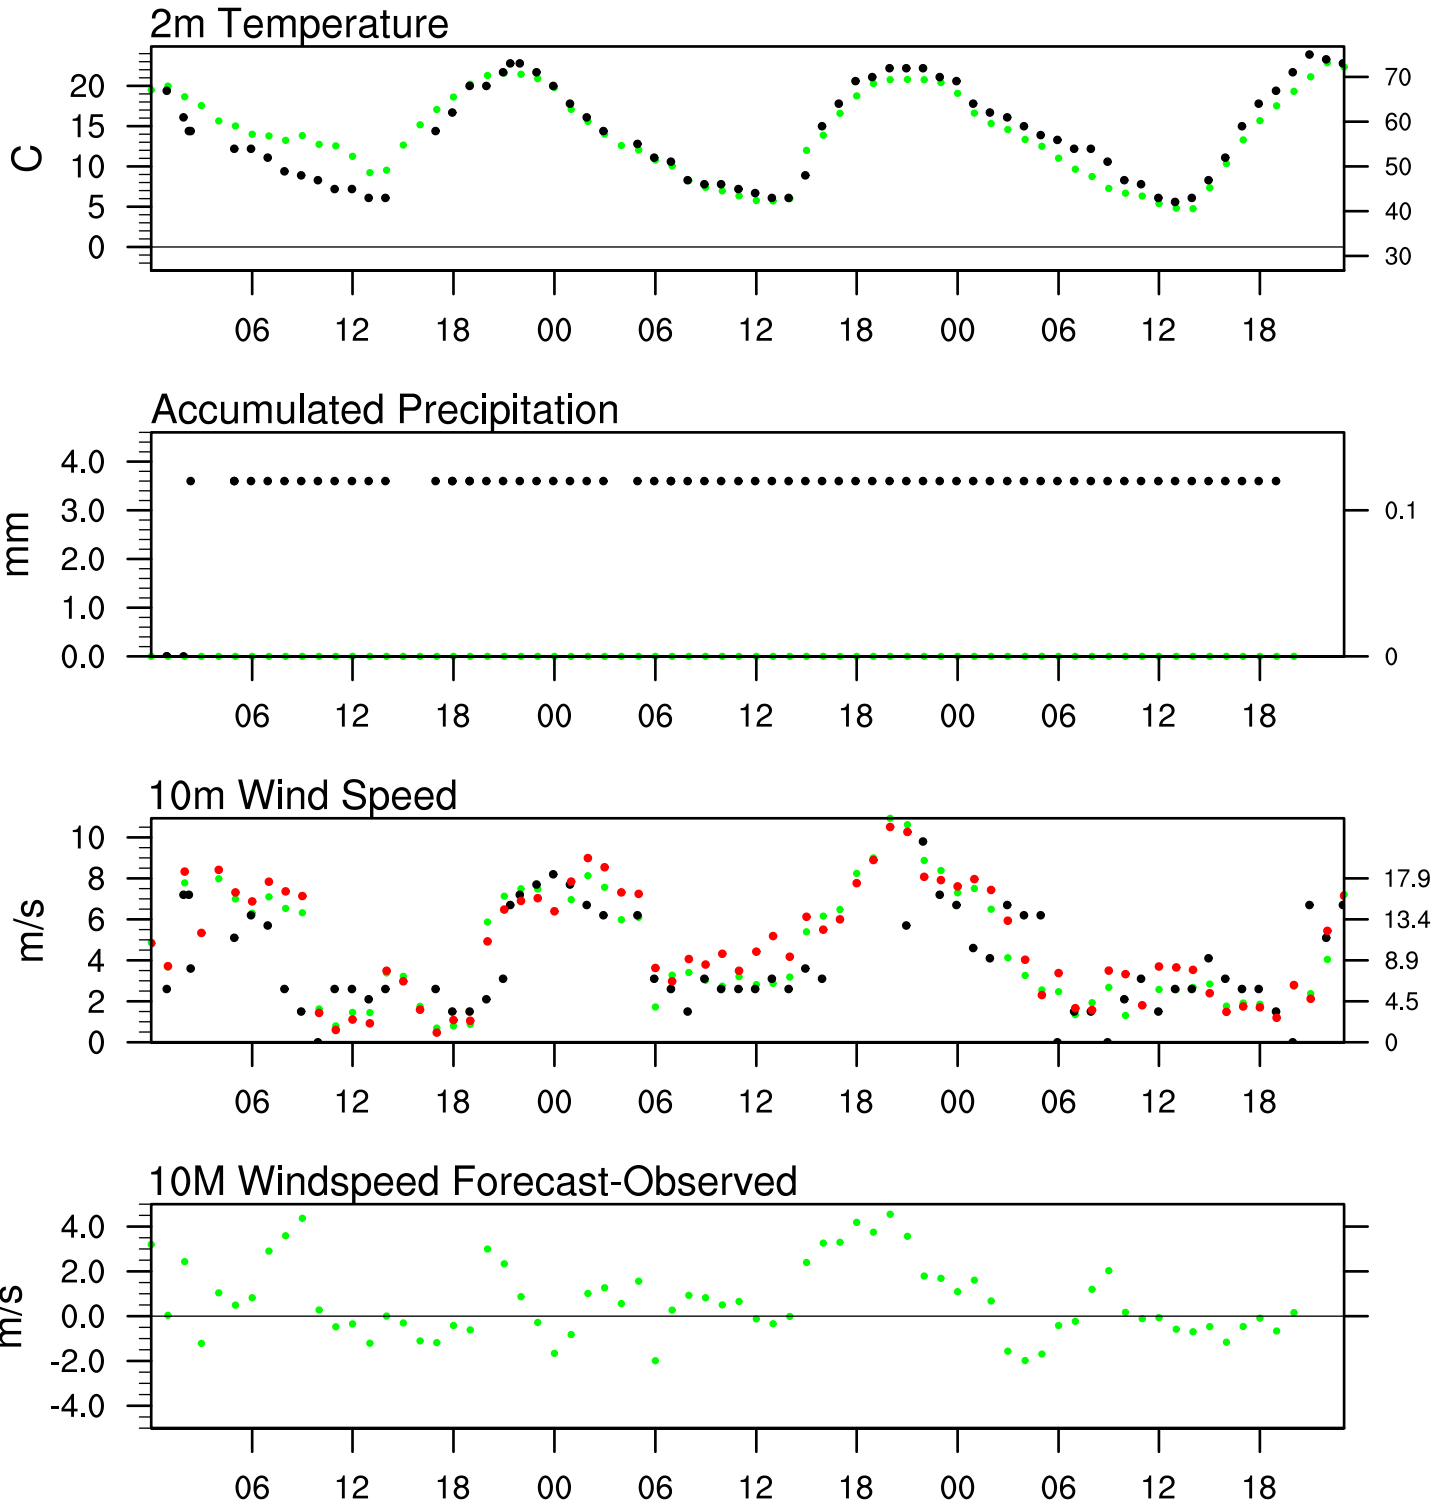 2m Temperature
20
15
10
5
0
C
70
60
50
40
30
06 12 18 00 06 12 18 00 06 12 18
Accumulated Precipitation
4.0
3.0
2.0
1.0
0.0
mm
0.1
0
06 12 18 00 06 12 18 00 06 12 18
10m Wind Speed
10
8
6
4
2
0
m/s
17.9
13.4
8.9
4.5
0
06 12 18 00 06 12 18 00 06 12 18
10M Windspeed Forecast-Observed
4.0
2.0
0.0
-2.0
-4.0
m/s
06 12 18 00 06 12 18 00 06 12 18